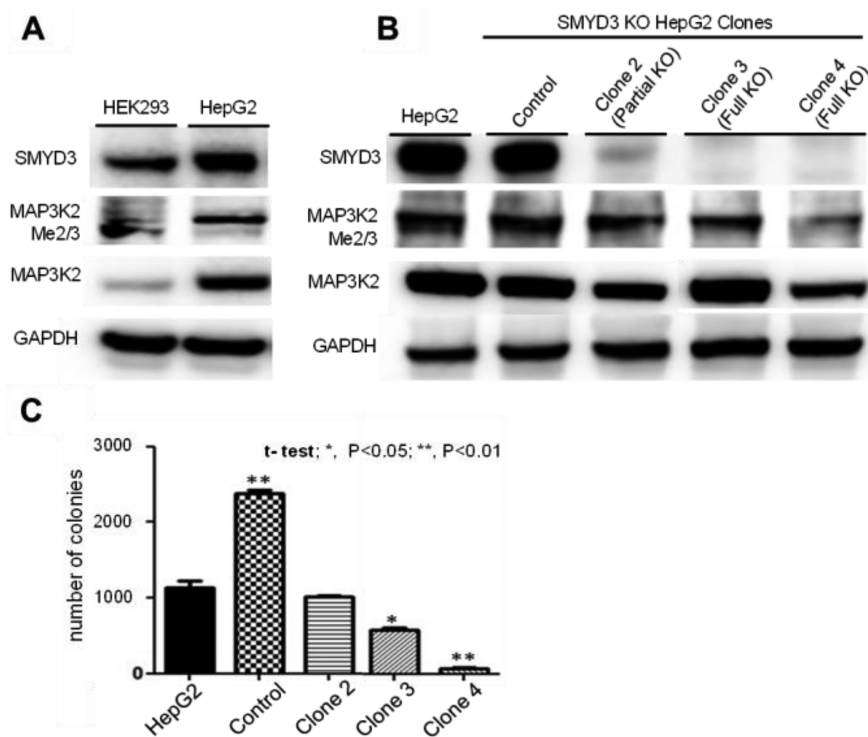 A
HEK293 HepG2
SMYD3
MAP3K2
Me2/3
MAP3K2
GAPDH
B
SMYD3 KO HepG2 Clones
HepG2
Control
Clone 2
(Partial KO)
Clone 3
(Full KO)
Clone 4
(Full KO)
SMYD3
MAP3K2
Me2/3
MAP3K2
GAPDH
C
t- test; *, P<0.05; **, P<0.01
number of colonies
3000
2000
1000
0
**
*
**
HepG2
Control
Clone 2
Clone 3
Clone 4